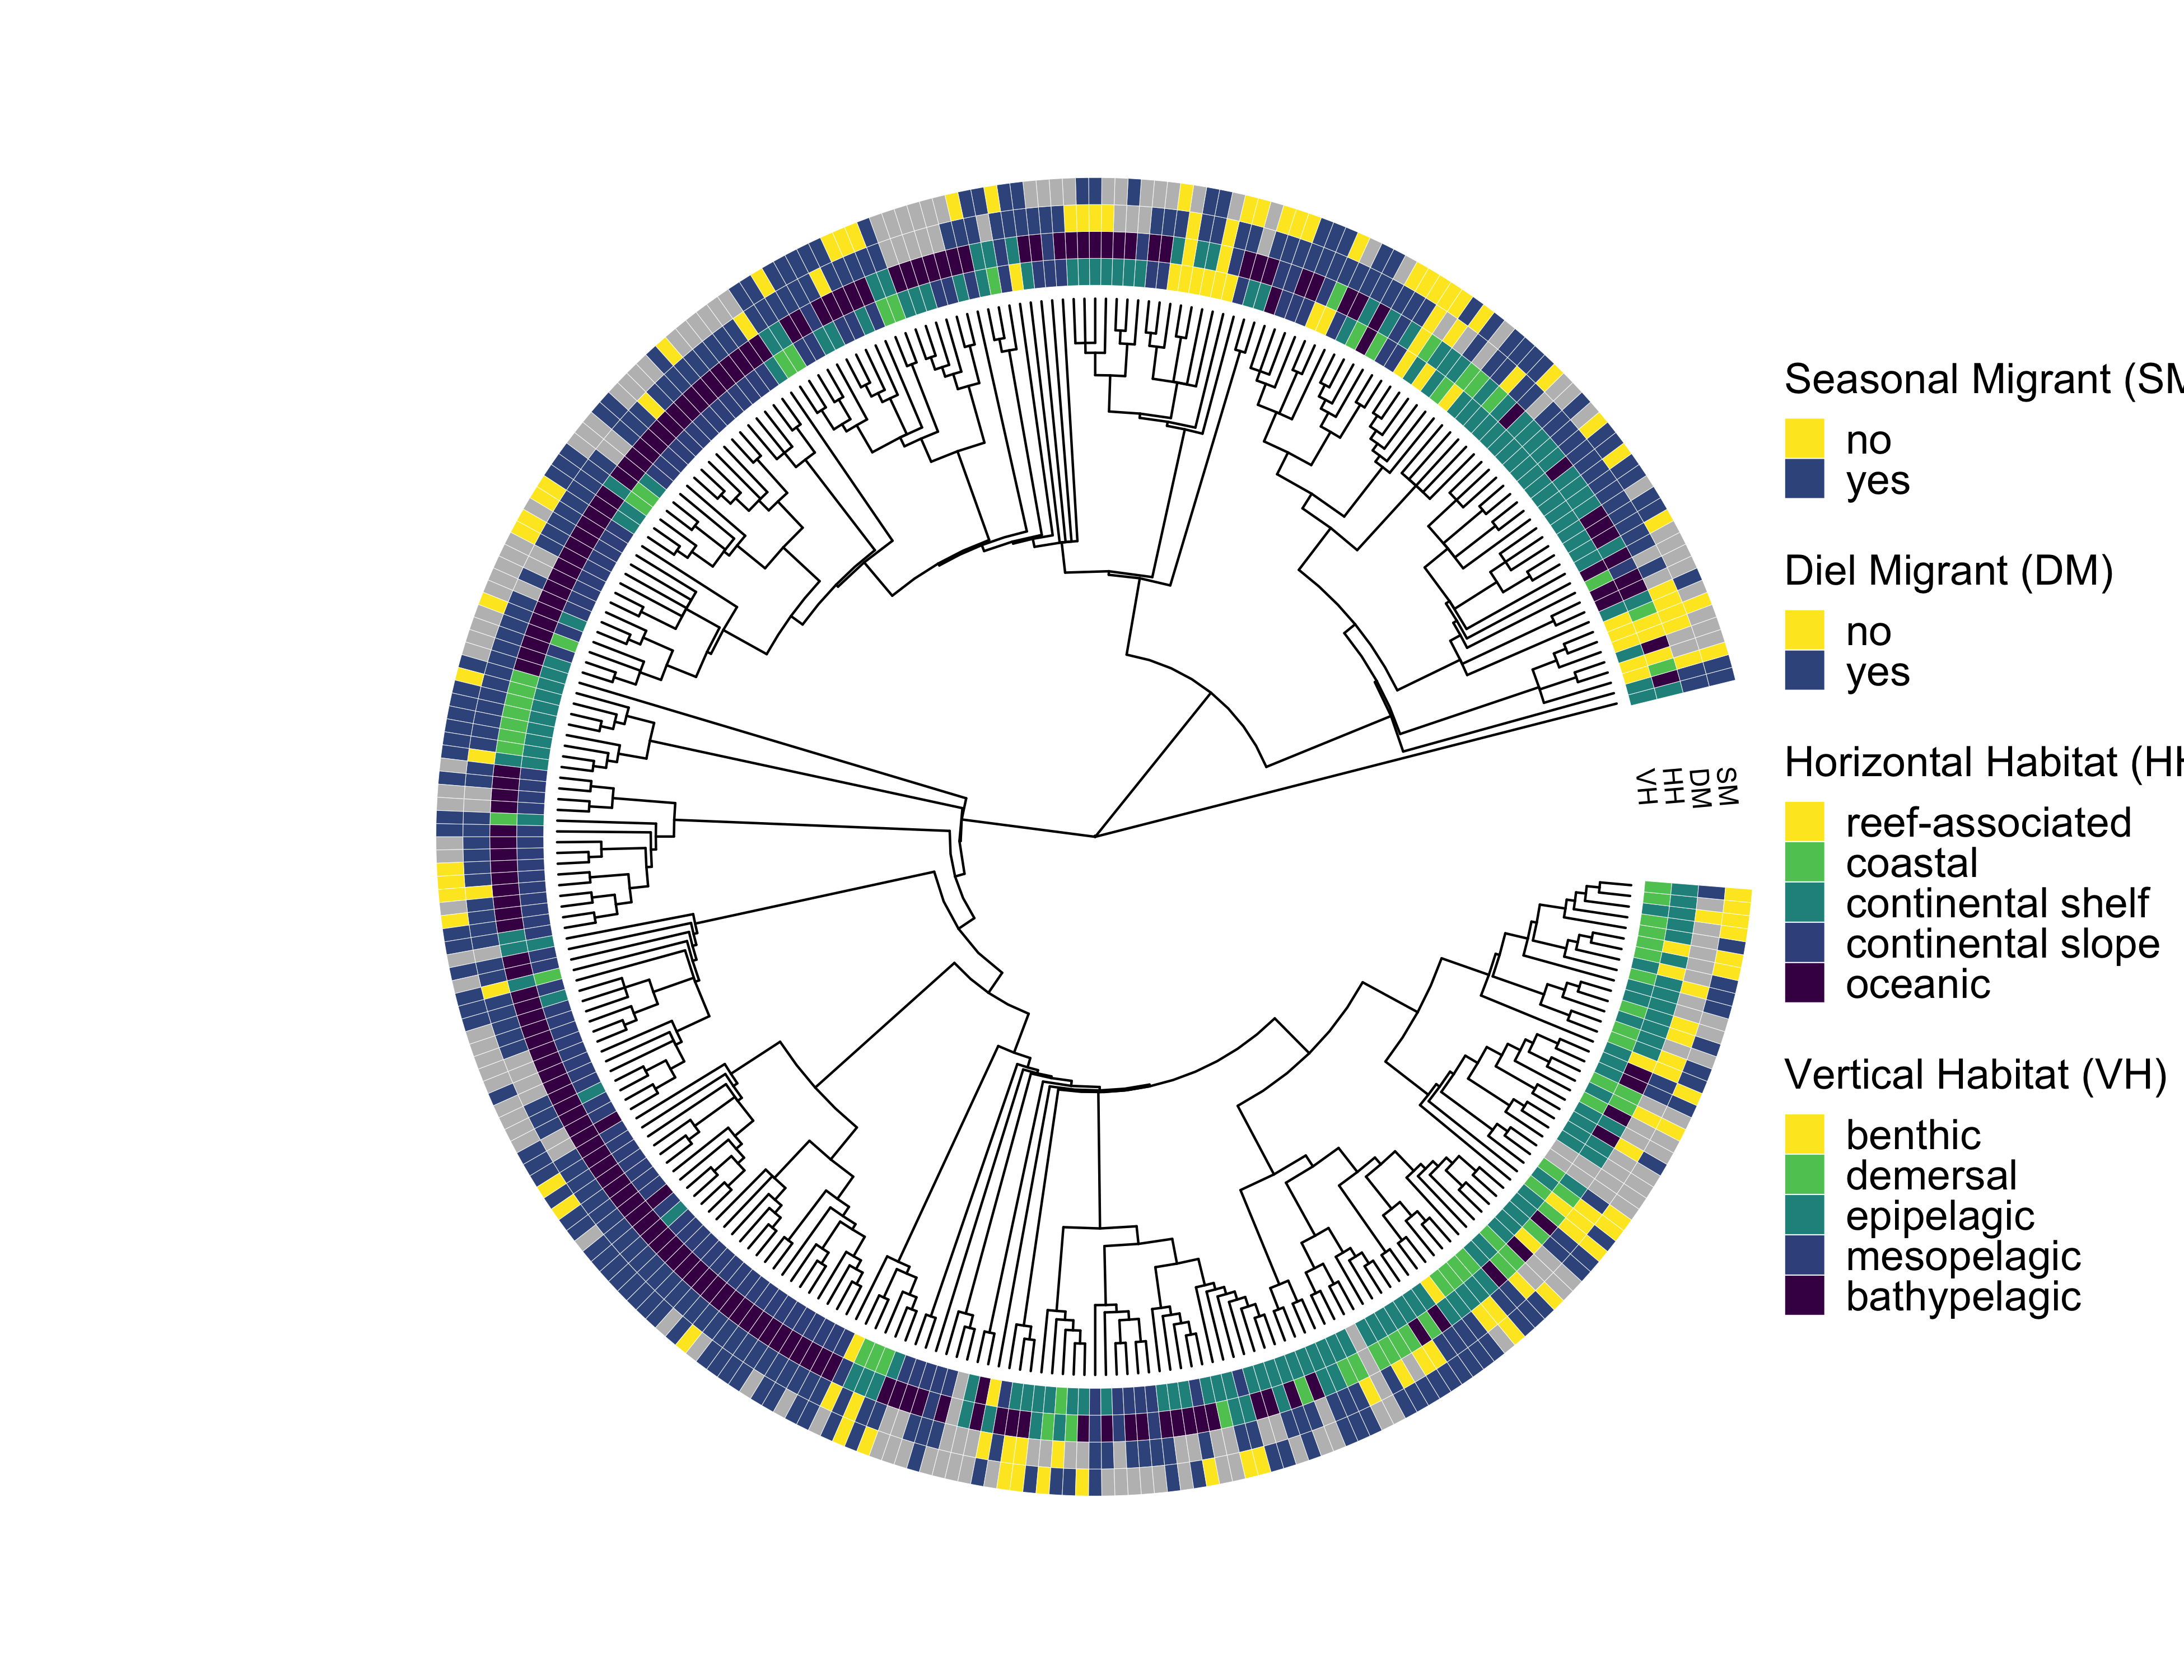 Seasonal Migrant (SM
no
yes
Diel Migrant (DM)
no
yes
Horizontal Habitat (HH
reef-associated
coastal
continental shelf
continental slope
oceanic
Vertical Habitat (VH)
benthic
demersal
epipelagic
mesopelagic
bathypelagic
VH
HH
DM
SM